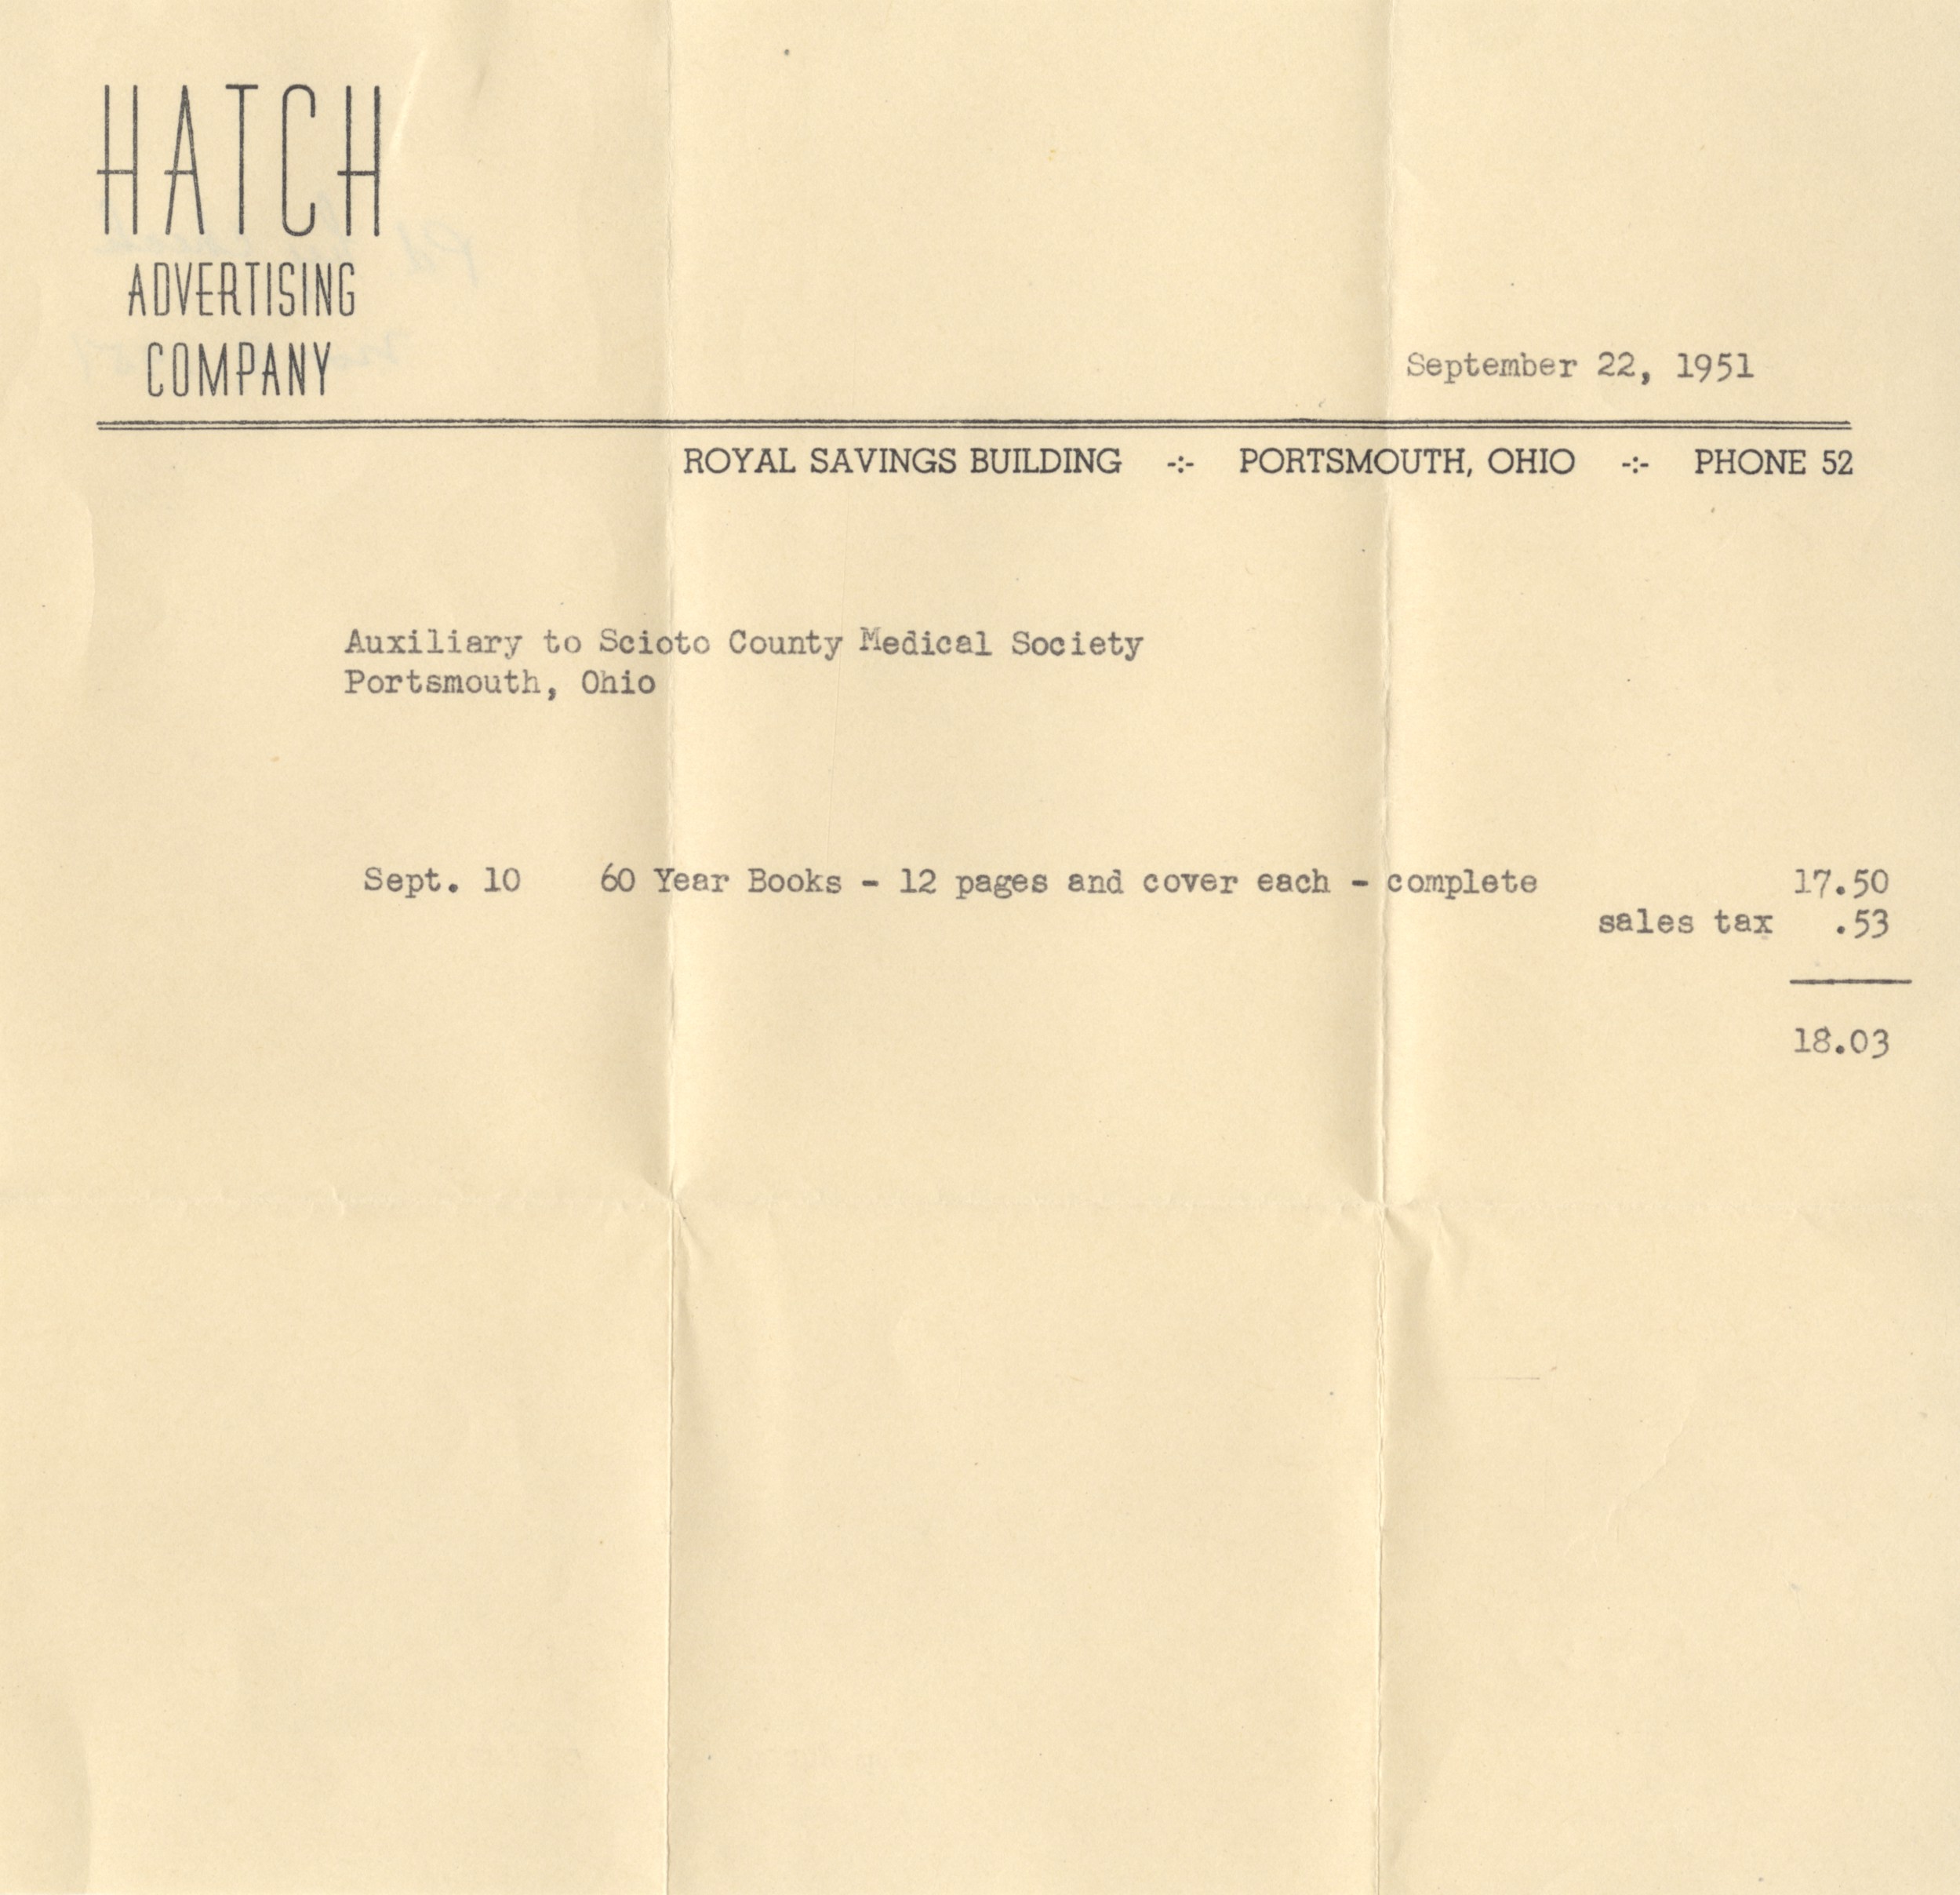 HATCH
ADVERTISING
COMPANY
September 22, 1951
ROYAL SAVINGS BUILDING -:- PORTSMOUTH, OHIO -:- PHONE 52
Auxiliary to Scioto County Medical Society
Portsmouth, Ohio
Sept. 10 60 Year Books - 12 pages and cover each - complete 17.50
sales tax .53
18.03